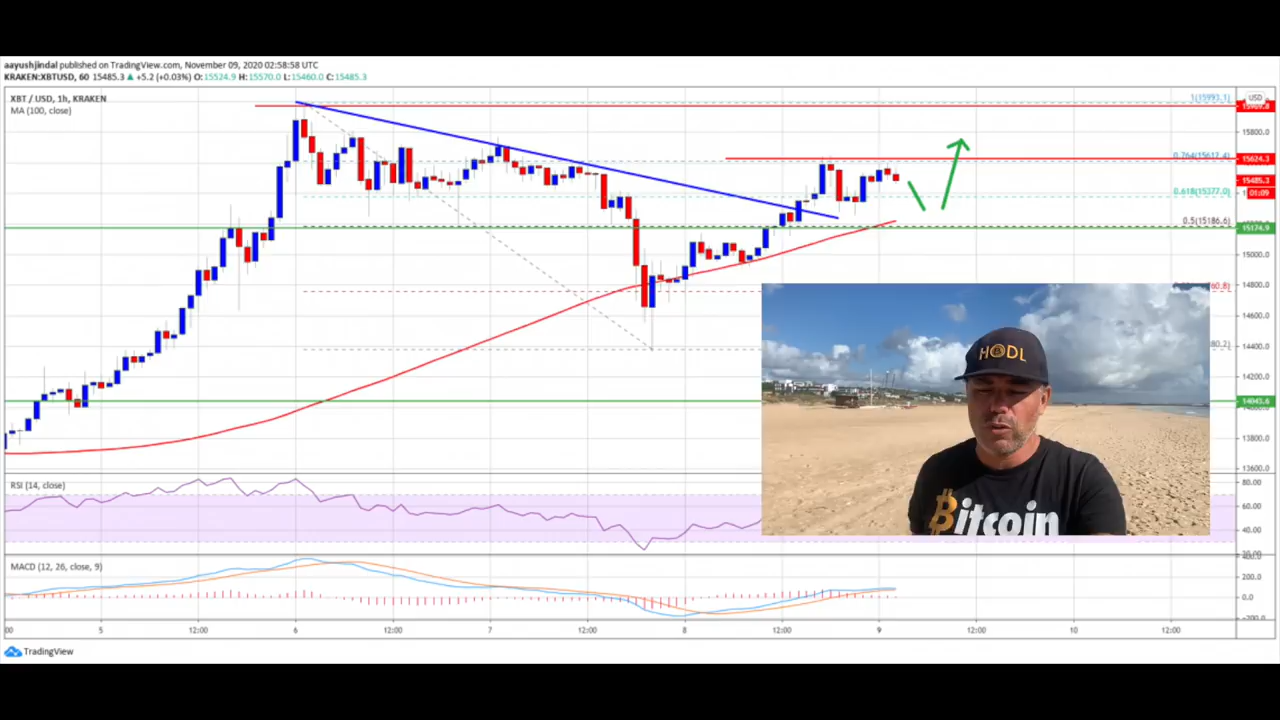 aayushjindal published on TradingView.com, November 09, 2020 02:58:58 UTC
KRAKEN:XBTUSD, 60 15485.3 ▲ +5.2 (+0.03%) O:15524.9 H:15570.0 L:15460.0 C:15485.3
XBT / USD, 1h, KRAKEN
MA (100, close)
1(15993.1)
USD
15800.0
0.764(15617.4)
15624.3
15485.3
01:09
0.618(15377.0)
0.5(15186.6)
15174.9
15000.0
14800.0
14600.0
14400.0
14200.0
14043.6
13800.0
13600.0
HODL
Bitcoin
RSI (14, close)
80.00
60.00
40.00
MACD (12, 26, close, 9)
200.0
0.0
5 12:00 6 12:00 7 12:00 8 12:00 9 12:00 10 12:00
TradingView